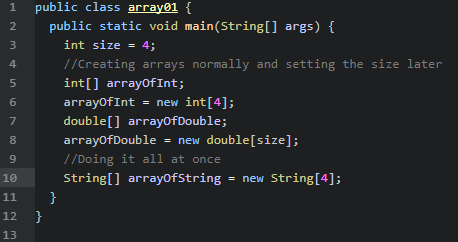 1 public class array01 {
2   public static void main(String[] args) {
3     int size = 4;
4     //Creating arrays normally and setting the size later
5     int[] arrayOfInt;
6     arrayOfInt = new int[4];
7     double[] arrayOfDouble;
8     arrayOfDouble = new double[size];
9     //Doing it all at once
10     String[] arrayOfString = new String[4];
11   }
12 }
13